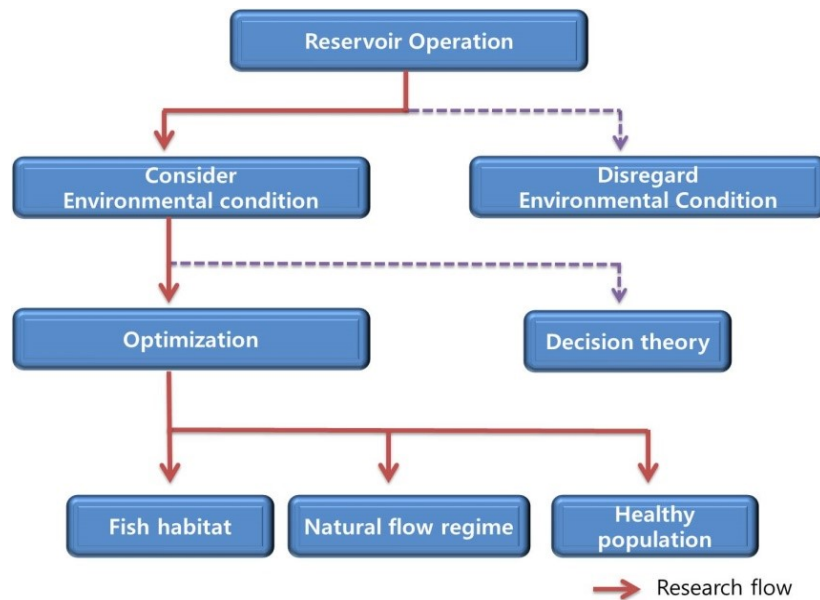 Reservoir Operation
Consider
Environmental condition
Disregard
Environmental Condition
Optimization
Decision theory
Fish habitat
Natural flow regime
Healthy
population
Research flow